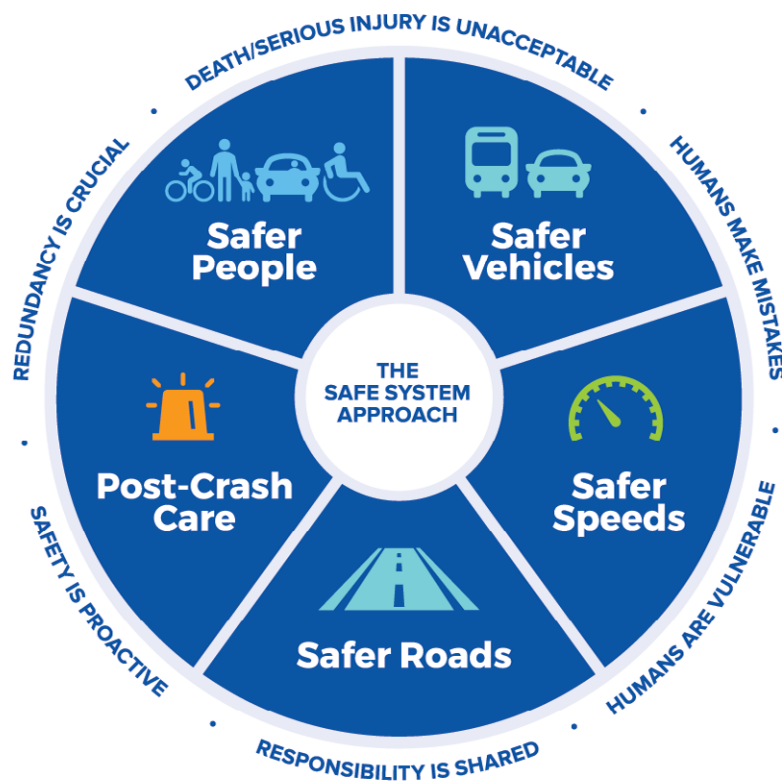 DEATH/SERIOUS INJURY IS UNACCEPTABLE
HUMANS MAKE MISTAKES
HUMANS ARE VULNERABLE
RESPONSIBILITY IS SHARED
SAFETY IS PROACTIVE
REDUNDANCY IS CRUCIAL
Safer
People
Safer
Vehicles
THE
SAFE SYSTEM
APPROACH
Post-Crash
Care
Safer
Speeds
Safer Roads